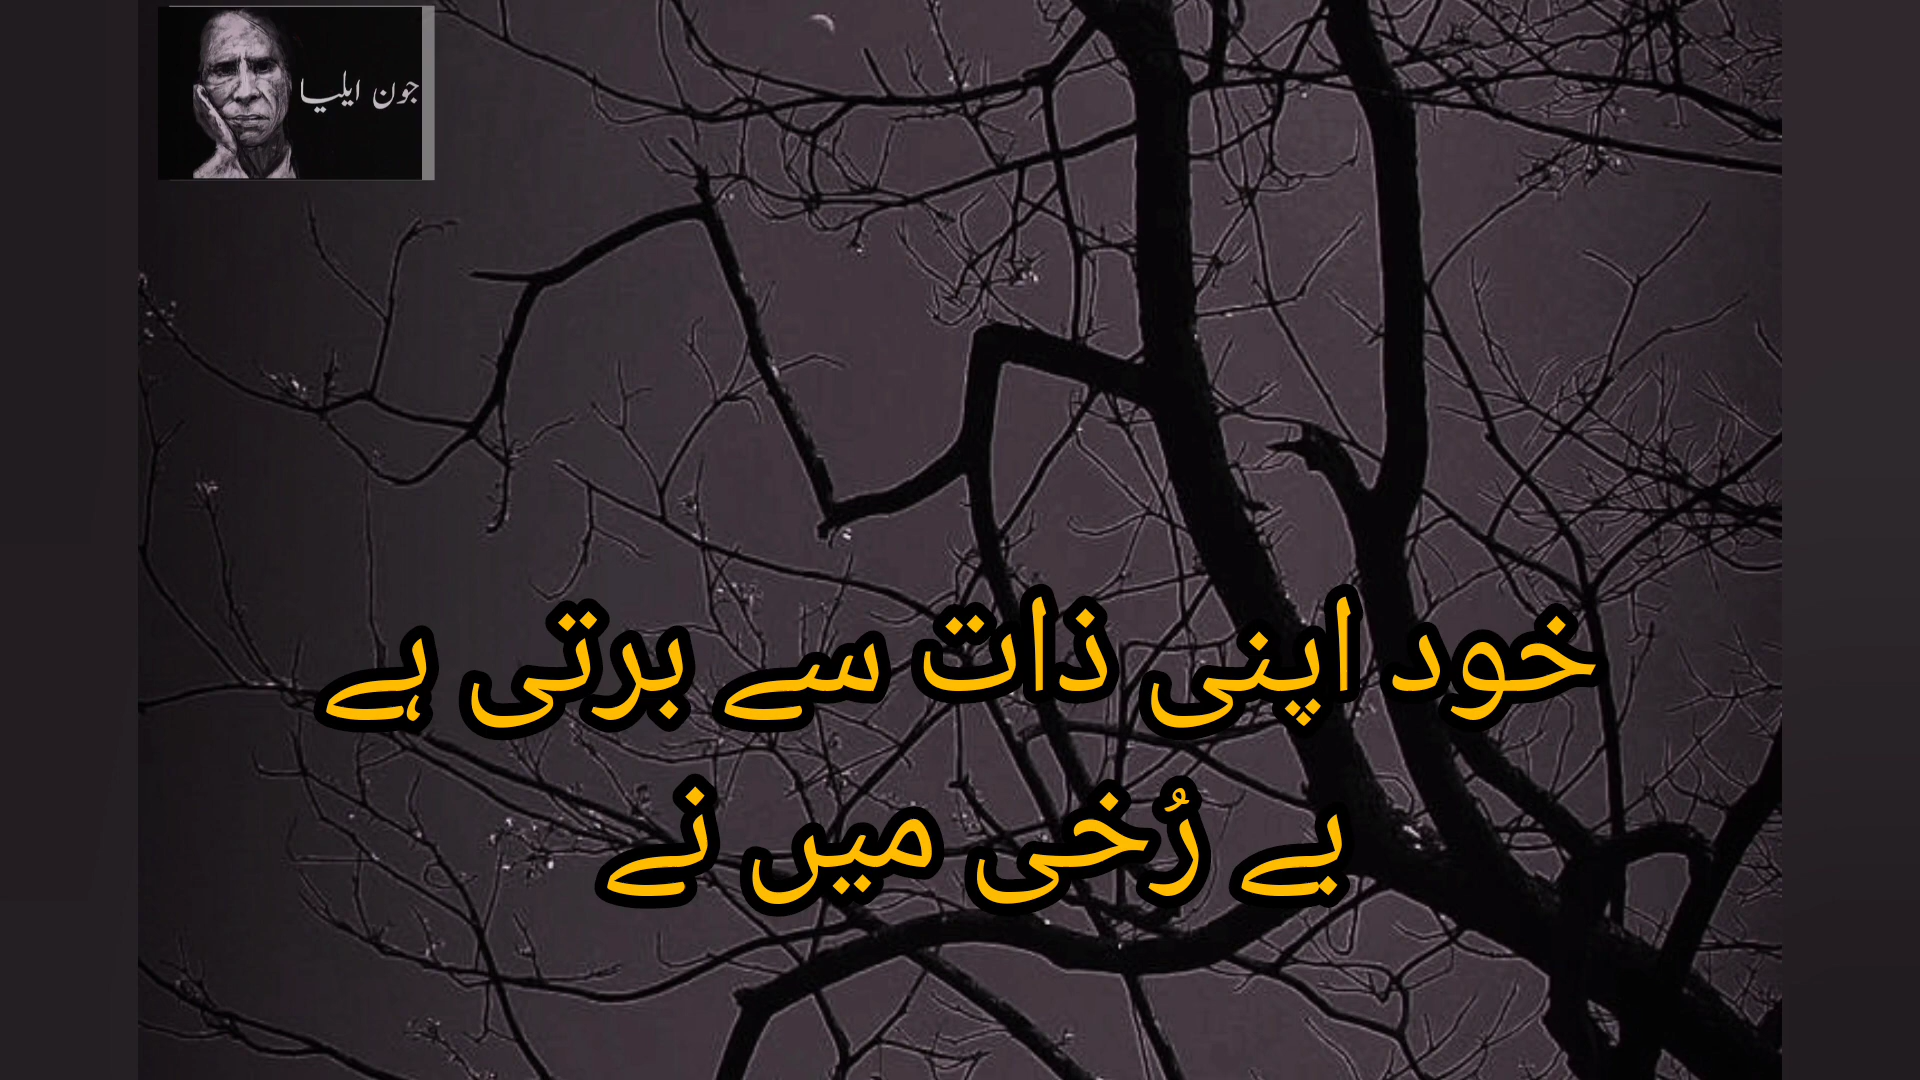 جون ایلیا
خود اپنی ذات سے برتی ہے
بے رُخی میں نے